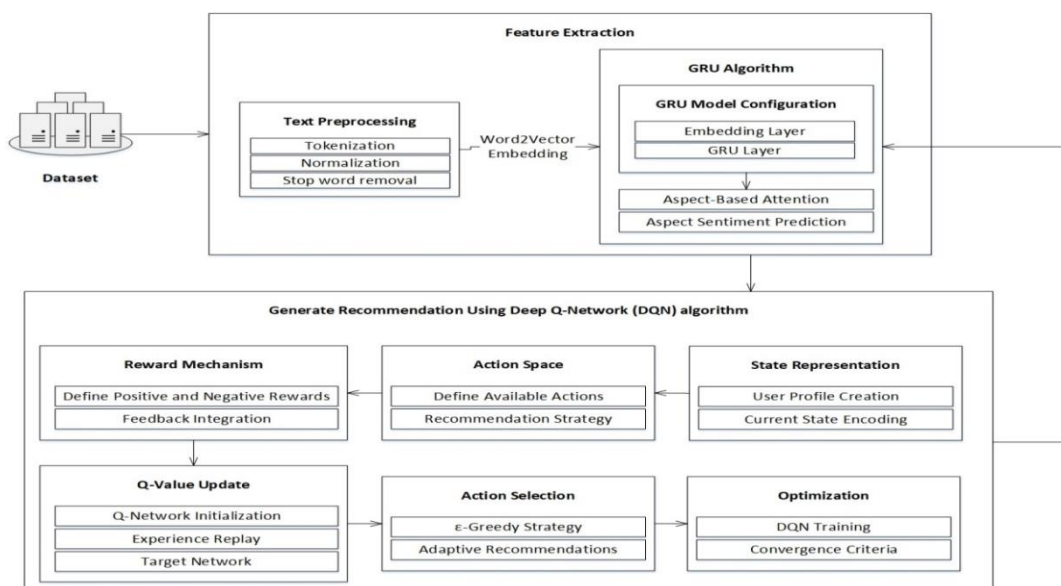 Feature Extraction
GRU Algorithm
GRU Model Configuration
Embedding Layer
GRU Layer
Aspect-Based Attention
Aspect Sentiment Prediction
Text Preprocessing
Tokenization
Normalization
Stop word removal
Word2Vector
Embedding
Dataset
Generate Recommendation Using Deep Q-Network (DQN) algorithm
Reward Mechanism
Define Positive and Negative Rewards
Feedback Integration
Action Space
Define Available Actions
Recommendation Strategy
State Representation
User Profile Creation
Current State Encoding
Q-Value Update
Q-Network Initialization
Experience Replay
Target Network
Action Selection
ε-Greedy Strategy
Adaptive Recommendations
Optimization
DQN Training
Convergence Criteria